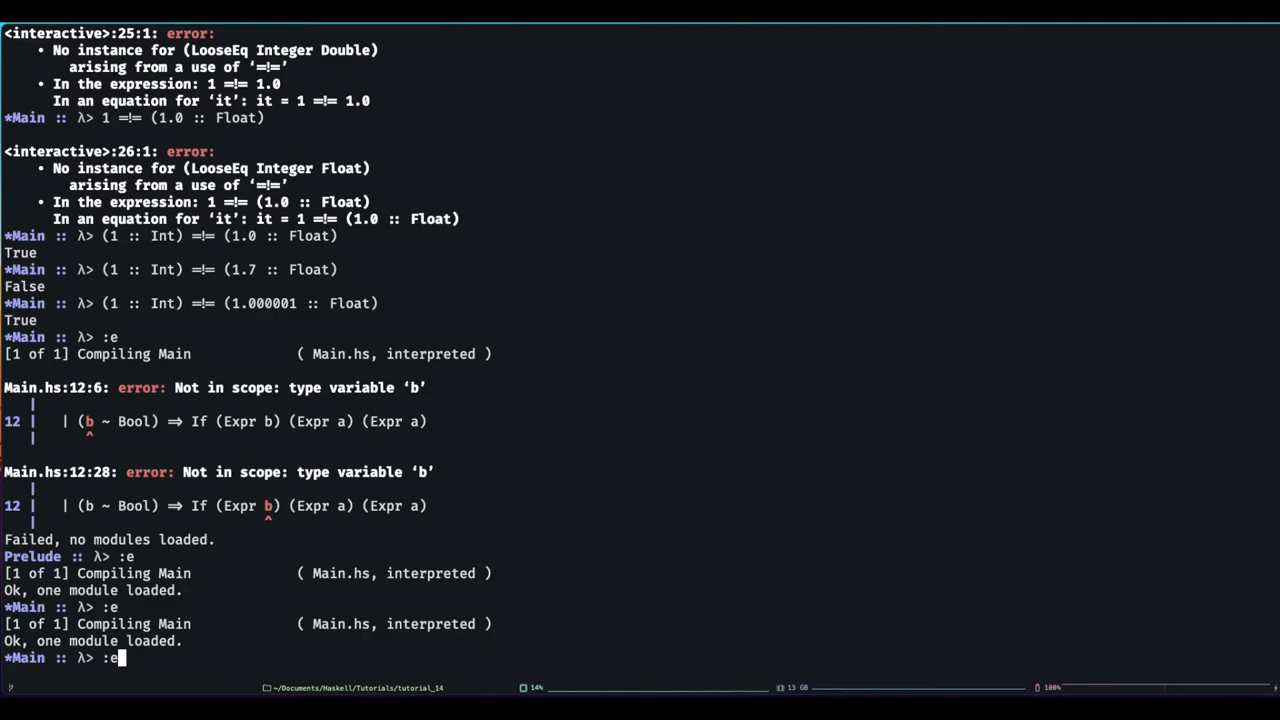 <interactive>:25:1: error:
• No instance for (LooseEq Integer Double)
arising from a use of ‘=!=’
• In the expression: 1 =!= 1.0
In an equation for ‘it’: it = 1 =!= 1.0
*Main :: λ> 1 =!= (1.0 :: Float)
<interactive>:26:1: error:
• No instance for (LooseEq Integer Float)
arising from a use of ‘=!=’
• In the expression: 1 =!= (1.0 :: Float)
In an equation for ‘it’: it = 1 =!= (1.0 :: Float)
*Main :: λ> (1 :: Int) =!= (1.0 :: Float)
True
*Main :: λ> (1 :: Int) =!= (1.7 :: Float)
False
*Main :: λ> (1 :: Int) =!= (1.000001 :: Float)
True
*Main :: λ> :e
[1 of 1] Compiling Main ( Main.hs, interpreted )
Main.hs:12:6: error: Not in scope: type variable ‘b’
|
12 | | (b ~ Bool) => If (Expr b) (Expr a) (Expr a)
| ^
Main.hs:12:28: error: Not in scope: type variable ‘b’
|
12 | | (b ~ Bool) => If (Expr b) (Expr a) (Expr a)
| ^
Failed, no modules loaded.
Prelude :: λ> :e
[1 of 1] Compiling Main ( Main.hs, interpreted )
Ok, one module loaded.
*Main :: λ> :e
[1 of 1] Compiling Main ( Main.hs, interpreted )
Ok, one module loaded.
*Main :: λ> :e
~/Documents/Haskell/Tutorials/tutorial_14 14% 13 GB 100%